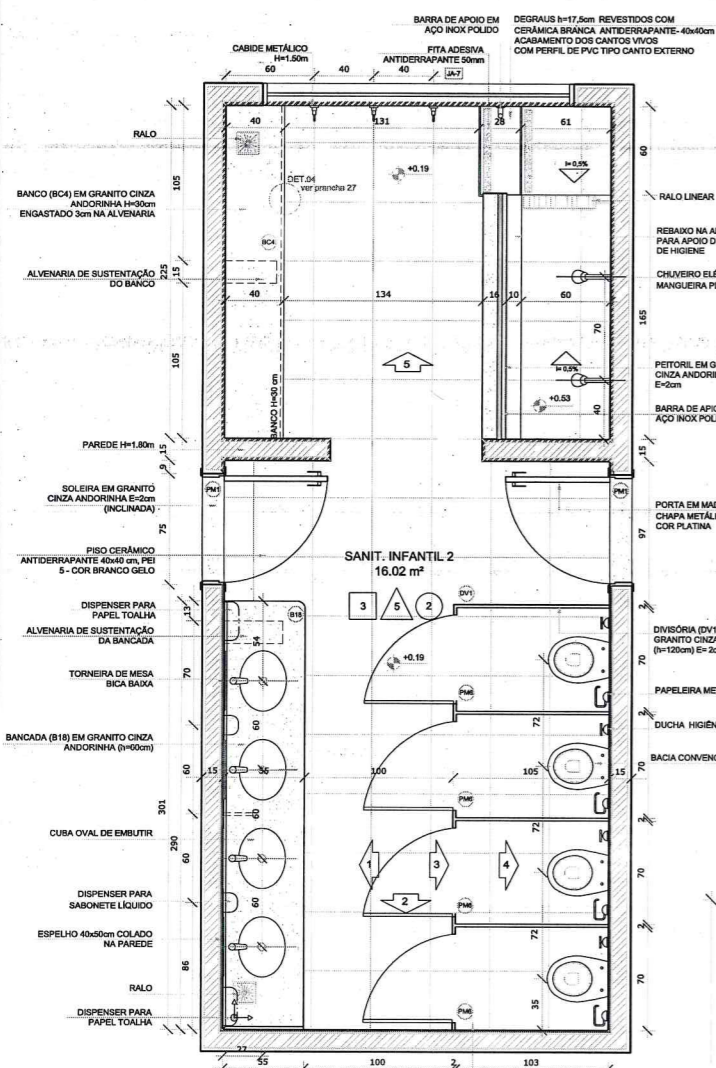 BARRA DE APOIO EM
AÇO INOX POLIDO
DEGRAUS h=17,5cm REVESTIDOS COM
CERÂMICA BRANCA ANTIDERRAPANTE- 40x40cm
ACABAMENTO DOS CANTOS VIVOS
COM PERFIL DE PVC TIPO CANTO EXTERNO
CABIDE METÁLICO
H=1.50m
FITA ADESIVA
ANTIDERRAPANTE 50mm
60 40 40 JA-7
RALO
40 131 28 61
60
+0.19
105
DET.04
ver prancha 27
I= 0,5%
RALO LINEAR
BANCO (BC4) EM GRANITO CINZA
ANDORINHA H=30cm
ENGASTADO 3cm NA ALVENARIA
REBAIXO NA
PARA APOIO D
DE HIGIENE
BC4
ALVENARIA DE SUSTENTAÇÃO
DO BANCO
225
15
CHUVEIRO
MANGUEIRA
40 134 16 10 60
70
165
105
5
I= 0,5%
PEITORIL EM
CINZA
E=2cm
BANCO H=30 cm
+0.53
40
BARRA DE
AÇO INOX
PAREDE H=1.80m
15
15
9
SOLEIRA EM GRANITO
CINZA ANDORINHA E=2cm
(INCLINADA)
PM1
PM1
75
97
PORTA EM
CHAPA
COR PLATINA
PISO CERÂMICO
ANTIDERRAPANTE 40x40 cm, PEI
5 - COR BRANCO GELO
SANIT. INFANTIL 2
16.02 m²
3 5 2
DV1
DISPENSER PARA
PAPEL TOALHA
13
B18
2
ALVENARIA DE SUSTENTAÇÃO
DA BANCADA
54
DIVISÓRIA (DV1
GRANITO CINZA
(h=120cm) E= 2c
+0.19
TORNEIRA DE MESA
BICA BAIXA
70
70
PM6
PAPELEIRA
60
72
2
DUCHA
BANCADA (B18) EM GRANITO CINZA
ANDORINHA (h=60cm)
60
15 55 100 105 15
70
BACIA
PM6
301
290
60
72
2
CUBA OVAL DE EMBUTIR
60
1 3 4
70
DISPENSER PARA
SABONETE LÍQUIDO
60
2
PM6
ESPELHO 40x50cm COLADO
NA PAREDE
72
2
86
RALO
35
70
DISPENSER PARA
PAPEL TOALHA
PM6
27
55 100 2 103